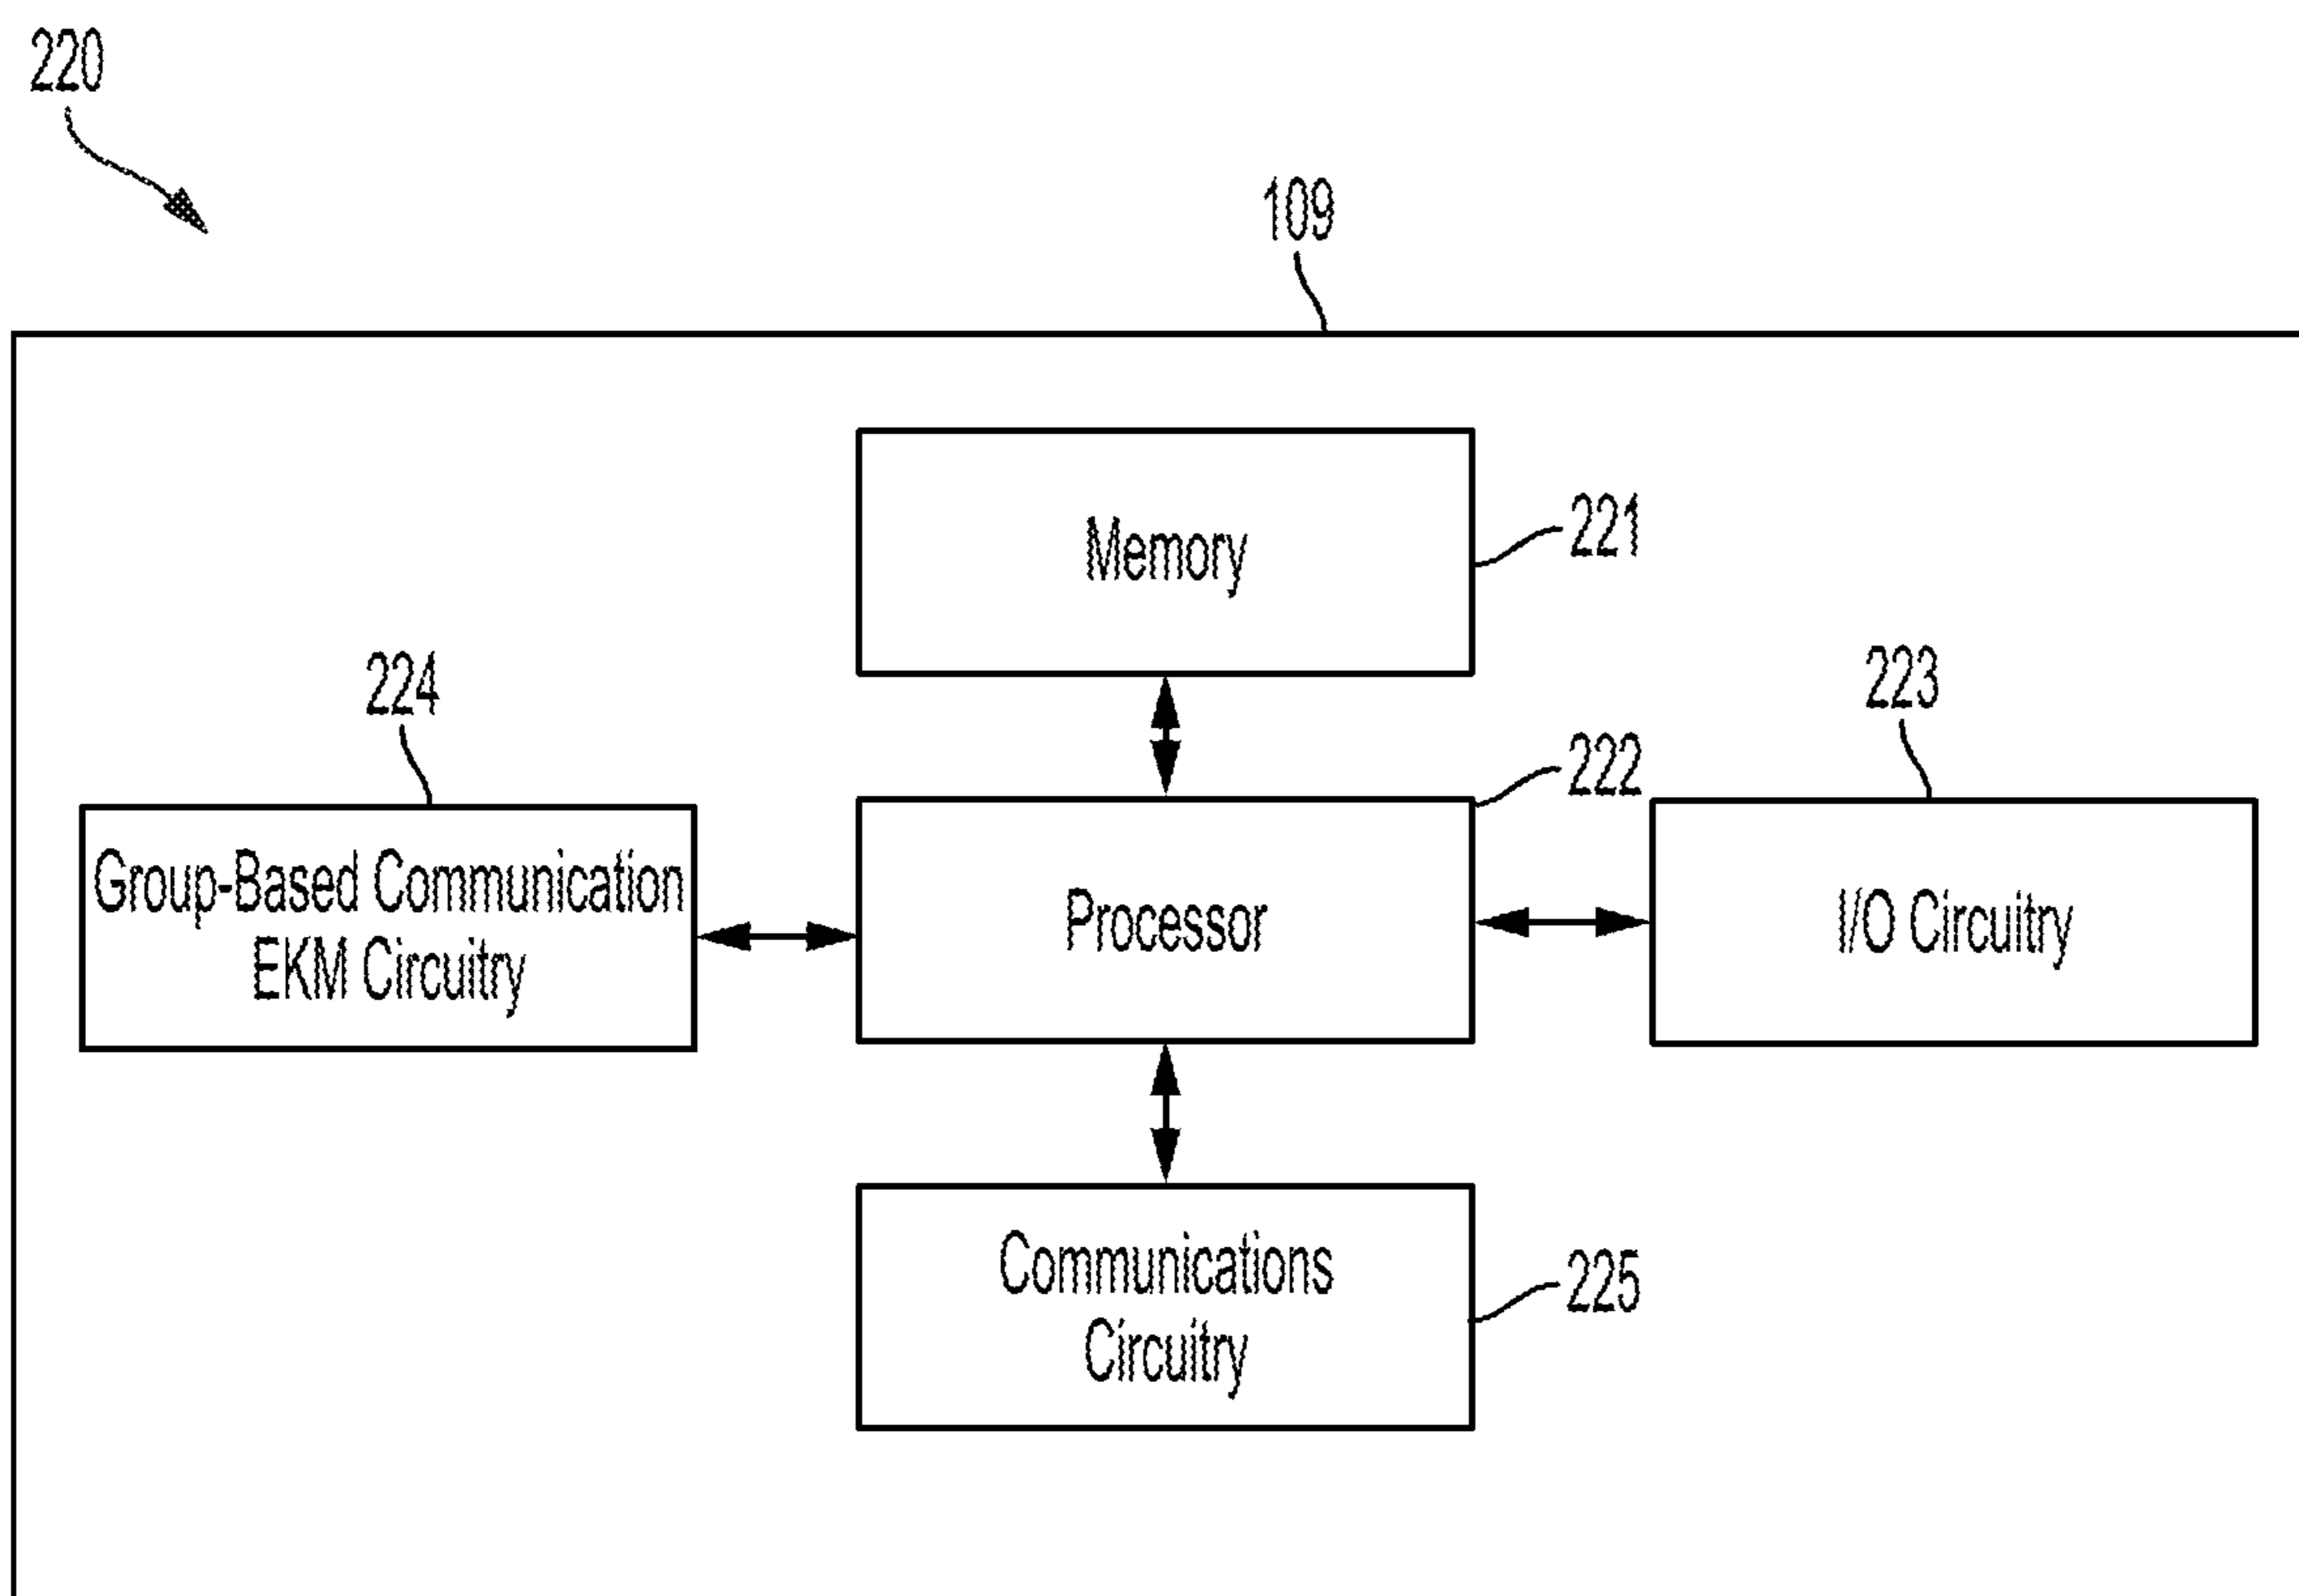 220
109
Memory
221
224
223
222
Group-Based Communication
EKM Circuitry
Processor
I/O Circuitry
Communications
Circuitry
225